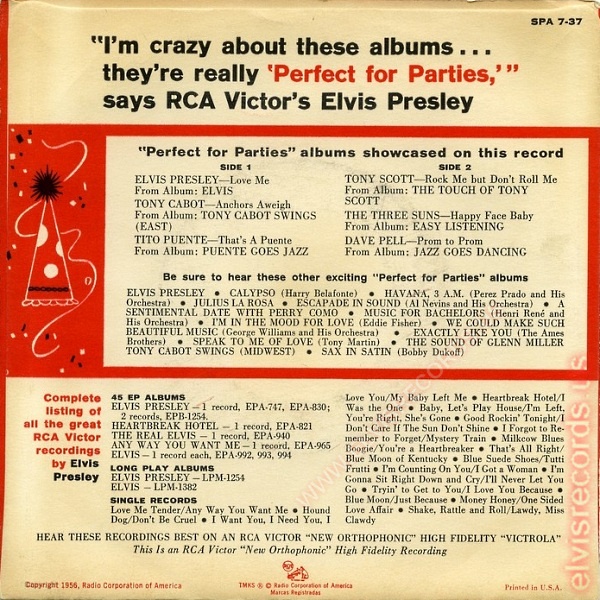 SPA 7-37
"I'm crazy about these albums...
they're really 'Perfect for Parties,'"
says RCA Victor's Elvis Presley
"Perfect for Parties" albums showcased on this record
SIDE 1
ELVIS PRESLEY—Love Me
From Album: ELVIS
TONY CABOT—Anchors Aweigh
From Album: TONY CABOT SWINGS
(EAST)
TITO PUENTE—That's A Puente
From Album: PUENTE GOES JAZZ
SIDE 2
TONY SCOTT—Rock Me but Don't Roll Me
From Album: THE TOUCH OF TONY
SCOTT
THE THREE SUNS—Happy Face Baby
From Album: EASY LISTENING
DAVE PELL—Prom to Prom
From Album: JAZZ GOES DANCING
Be sure to hear these other exciting "Perfect for Parties" albums
ELVIS PRESLEY • CALYPSO (Harry Belafonte) • HAVANA, 3 A.M. (Perez Prado and His
Orchestra) • JULIUS LA ROSA • ESCAPADE IN SOUND (Al Nevins and His Orchestra) • A
SENTIMENTAL DATE WITH PERRY COMO • MUSIC FOR BACHELORS (Henri René and
His Orchestra) • I'M IN THE MOOD FOR LOVE (Eddie Fisher) • WE COULD MAKE SUCH
BEAUTIFUL MUSIC (George Williams and His Orchestra) • EXACTLY LIKE YOU (The Ames
Brothers) • SPEAK TO ME OF LOVE (Tony Martin) • THE SOUND OF GLENN MILLER
TONY CABOT SWINGS (MIDWEST) • SAX IN SATIN (Bobby Dukoff)
Complete
listing of
all the great
RCA Victor
recordings
by Elvis
Presley
45 EP ALBUMS
ELVIS PRESLEY—1 record, EPA-747, EPA-830;
2 records, EPB-1254.
HEARTBREAK HOTEL—1 record, EPA-821
THE REAL ELVIS—1 record, EPA-940
ANY WAY YOU WANT ME—1 record, EPA-965
ELVIS—1 record each, EPA-992, 993, 994
LONG PLAY ALBUMS
ELVIS PRESLEY—LPM-1254
ELVIS—LPM-1382
SINGLE RECORDS
Love Me Tender/Any Way You Want Me • Hound
Dog/Don't Be Cruel • I Want You, I Need You, I
Love You/My Baby Left Me • Heartbreak Hotel/I
Was the One • Baby, Let's Play House/I'm Left,
You're Right, She's Gone • Good Rockin' Tonight/I
Don't Care If The Sun Don't Shine • I Forgot to Re-
member to Forget/Mystery Train • Milkcow Blues
Boogie/You're a Heartbreaker • That's All Right/
Blue Moon of Kentucky • Blue Suede Shoes/Tutti
Frutti • I'm Counting On You/I Got a Woman • I'm
Gonna Sit Right Down and Cry/I'll Never Let You
Go • Tryin' to Get to You/I Love You Because •
Blue Moon/Just Because • Money Honey/One Sided
Love Affair • Shake, Rattle and Roll/Lawdy, Miss
Clawdy
HEAR THESE RECORDINGS BEST ON AN RCA VICTOR "NEW ORTHOPHONIC" HIGH FIDELITY "VICTROLA"
This Is an RCA Victor "New Orthophonic" High Fidelity Recording
Copyright 1956, Radio Corporation of America
RCA
TMKS ® © Radio Corporation of America
Marcas Registradas
Printed in U.S.A.
elvisrecords.us